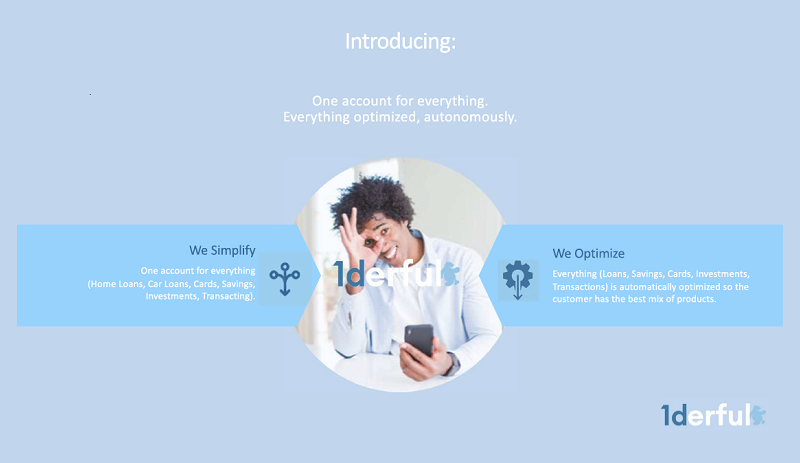 Introducing:
One account for everything.
Everything optimized, autonomously.
We Simplify
One account for everything
(Home Loans, Car Loans, Cards, Savings,
Investments, Transacting).
1derful
We Optimize
Everything (Loans, Savings, Cards, Investments,
Transactions) is automatically optimized so the
customer has the best mix of products.
1derful